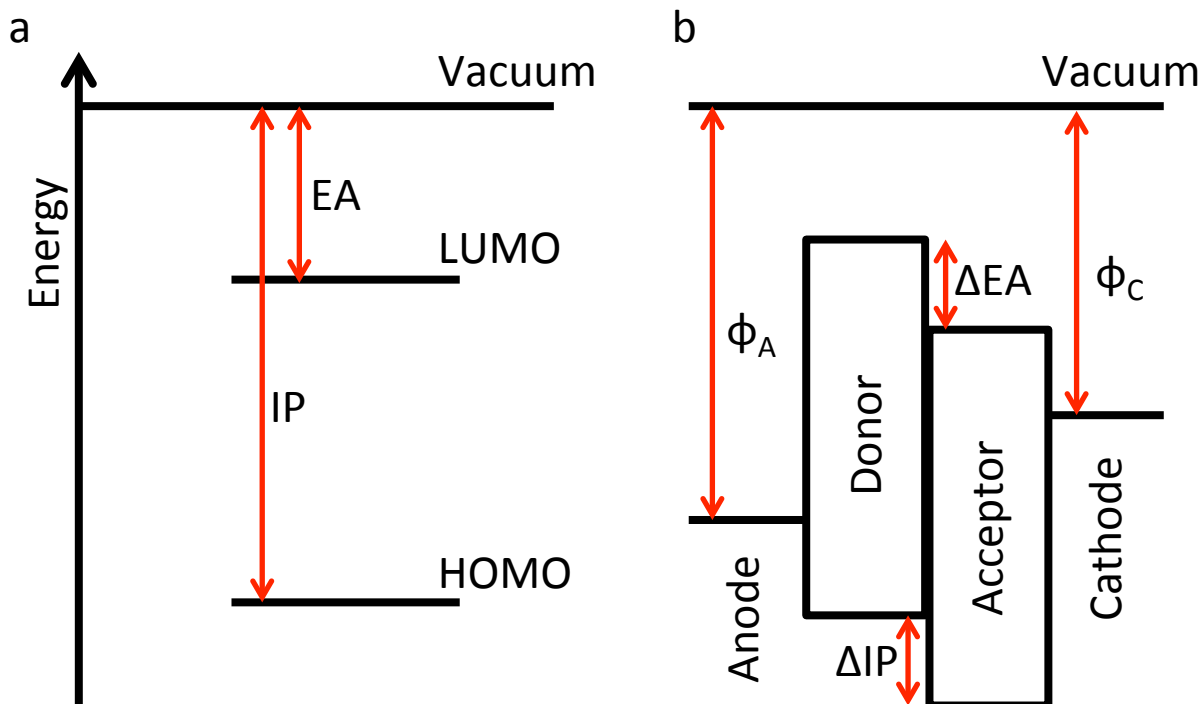 a
Vacuum
Energy
EA
LUMO
IP
HOMO
b
Vacuum
ΔEA
ϕC
ϕA
Donor
Acceptor
Anode
Cathode
ΔIP